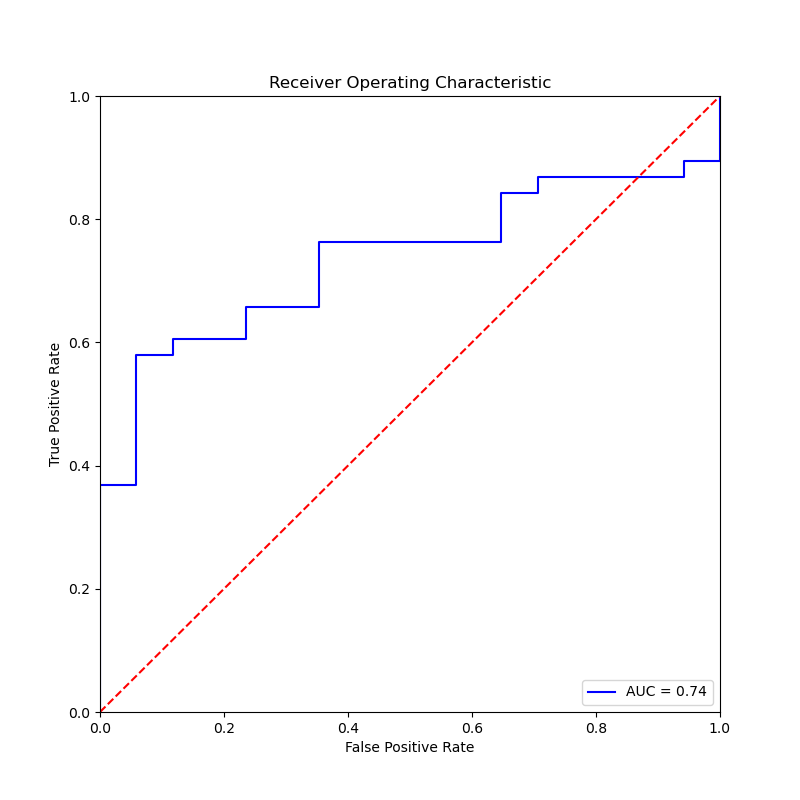 Receiver Operating Characteristic
1.0
0.8
0.6
0.4
0.2
0.0
True Positive Rate
AUC = 0.74
0.0 0.2 0.4 0.6 0.8 1.0
False Positive Rate